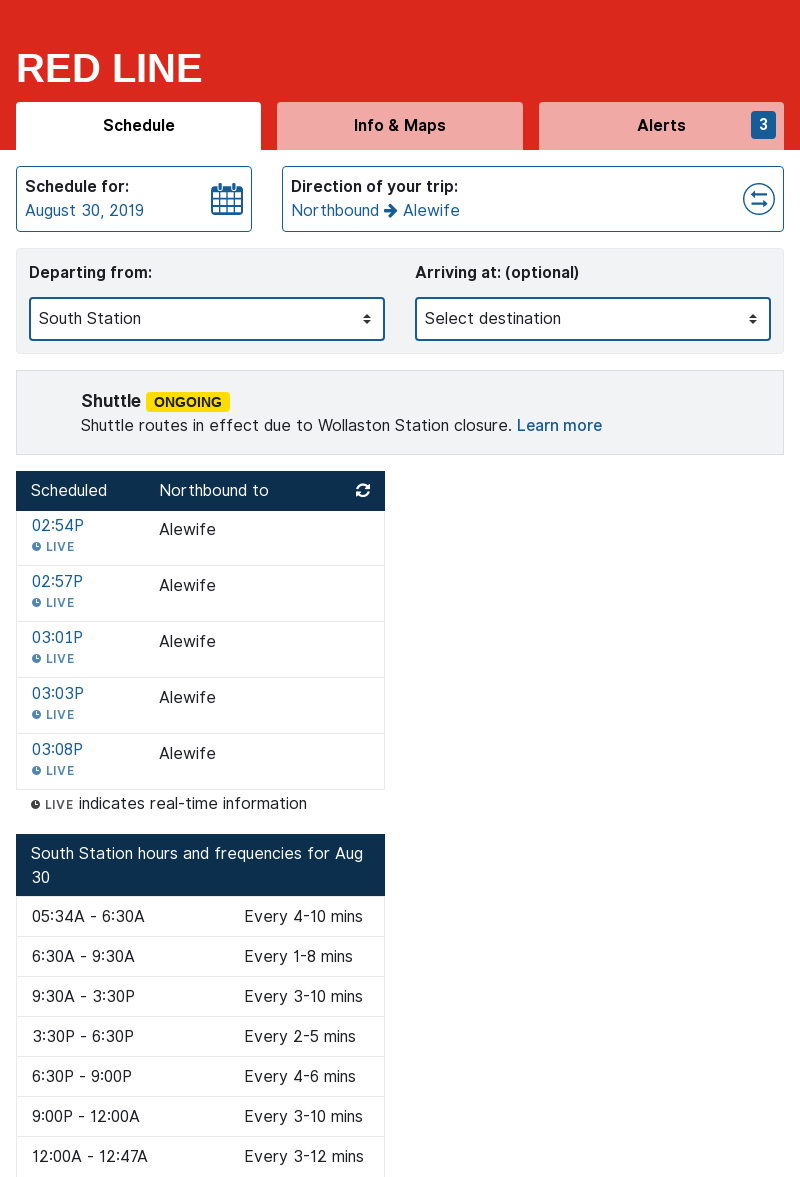 RED LINE
Schedule
Info & Maps
Alerts
3
Schedule for:
August 30, 2019
Direction of your trip:
Northbound Alewife
Departing from:
South Station
Arriving at: (optional)
Select destination
Shuttle ONGOING
Shuttle routes in effect due to Wollaston Station closure. Learn more
Scheduled Northbound to
02:54P Alewife
LIVE
02:57P Alewife
LIVE
03:01P Alewife
LIVE
03:03P Alewife
LIVE
03:08P Alewife
LIVE
LIVE indicates real-time information
South Station hours and frequencies for Aug
30
05:34A - 6:30A Every 4-10 mins
6:30A - 9:30A Every 1-8 mins
9:30A - 3:30P Every 3-10 mins
3:30P - 6:30P Every 2-5 mins
6:30P - 9:00P Every 4-6 mins
9:00P - 12:00A Every 3-10 mins
12:00A - 12:47A Every 3-12 mins